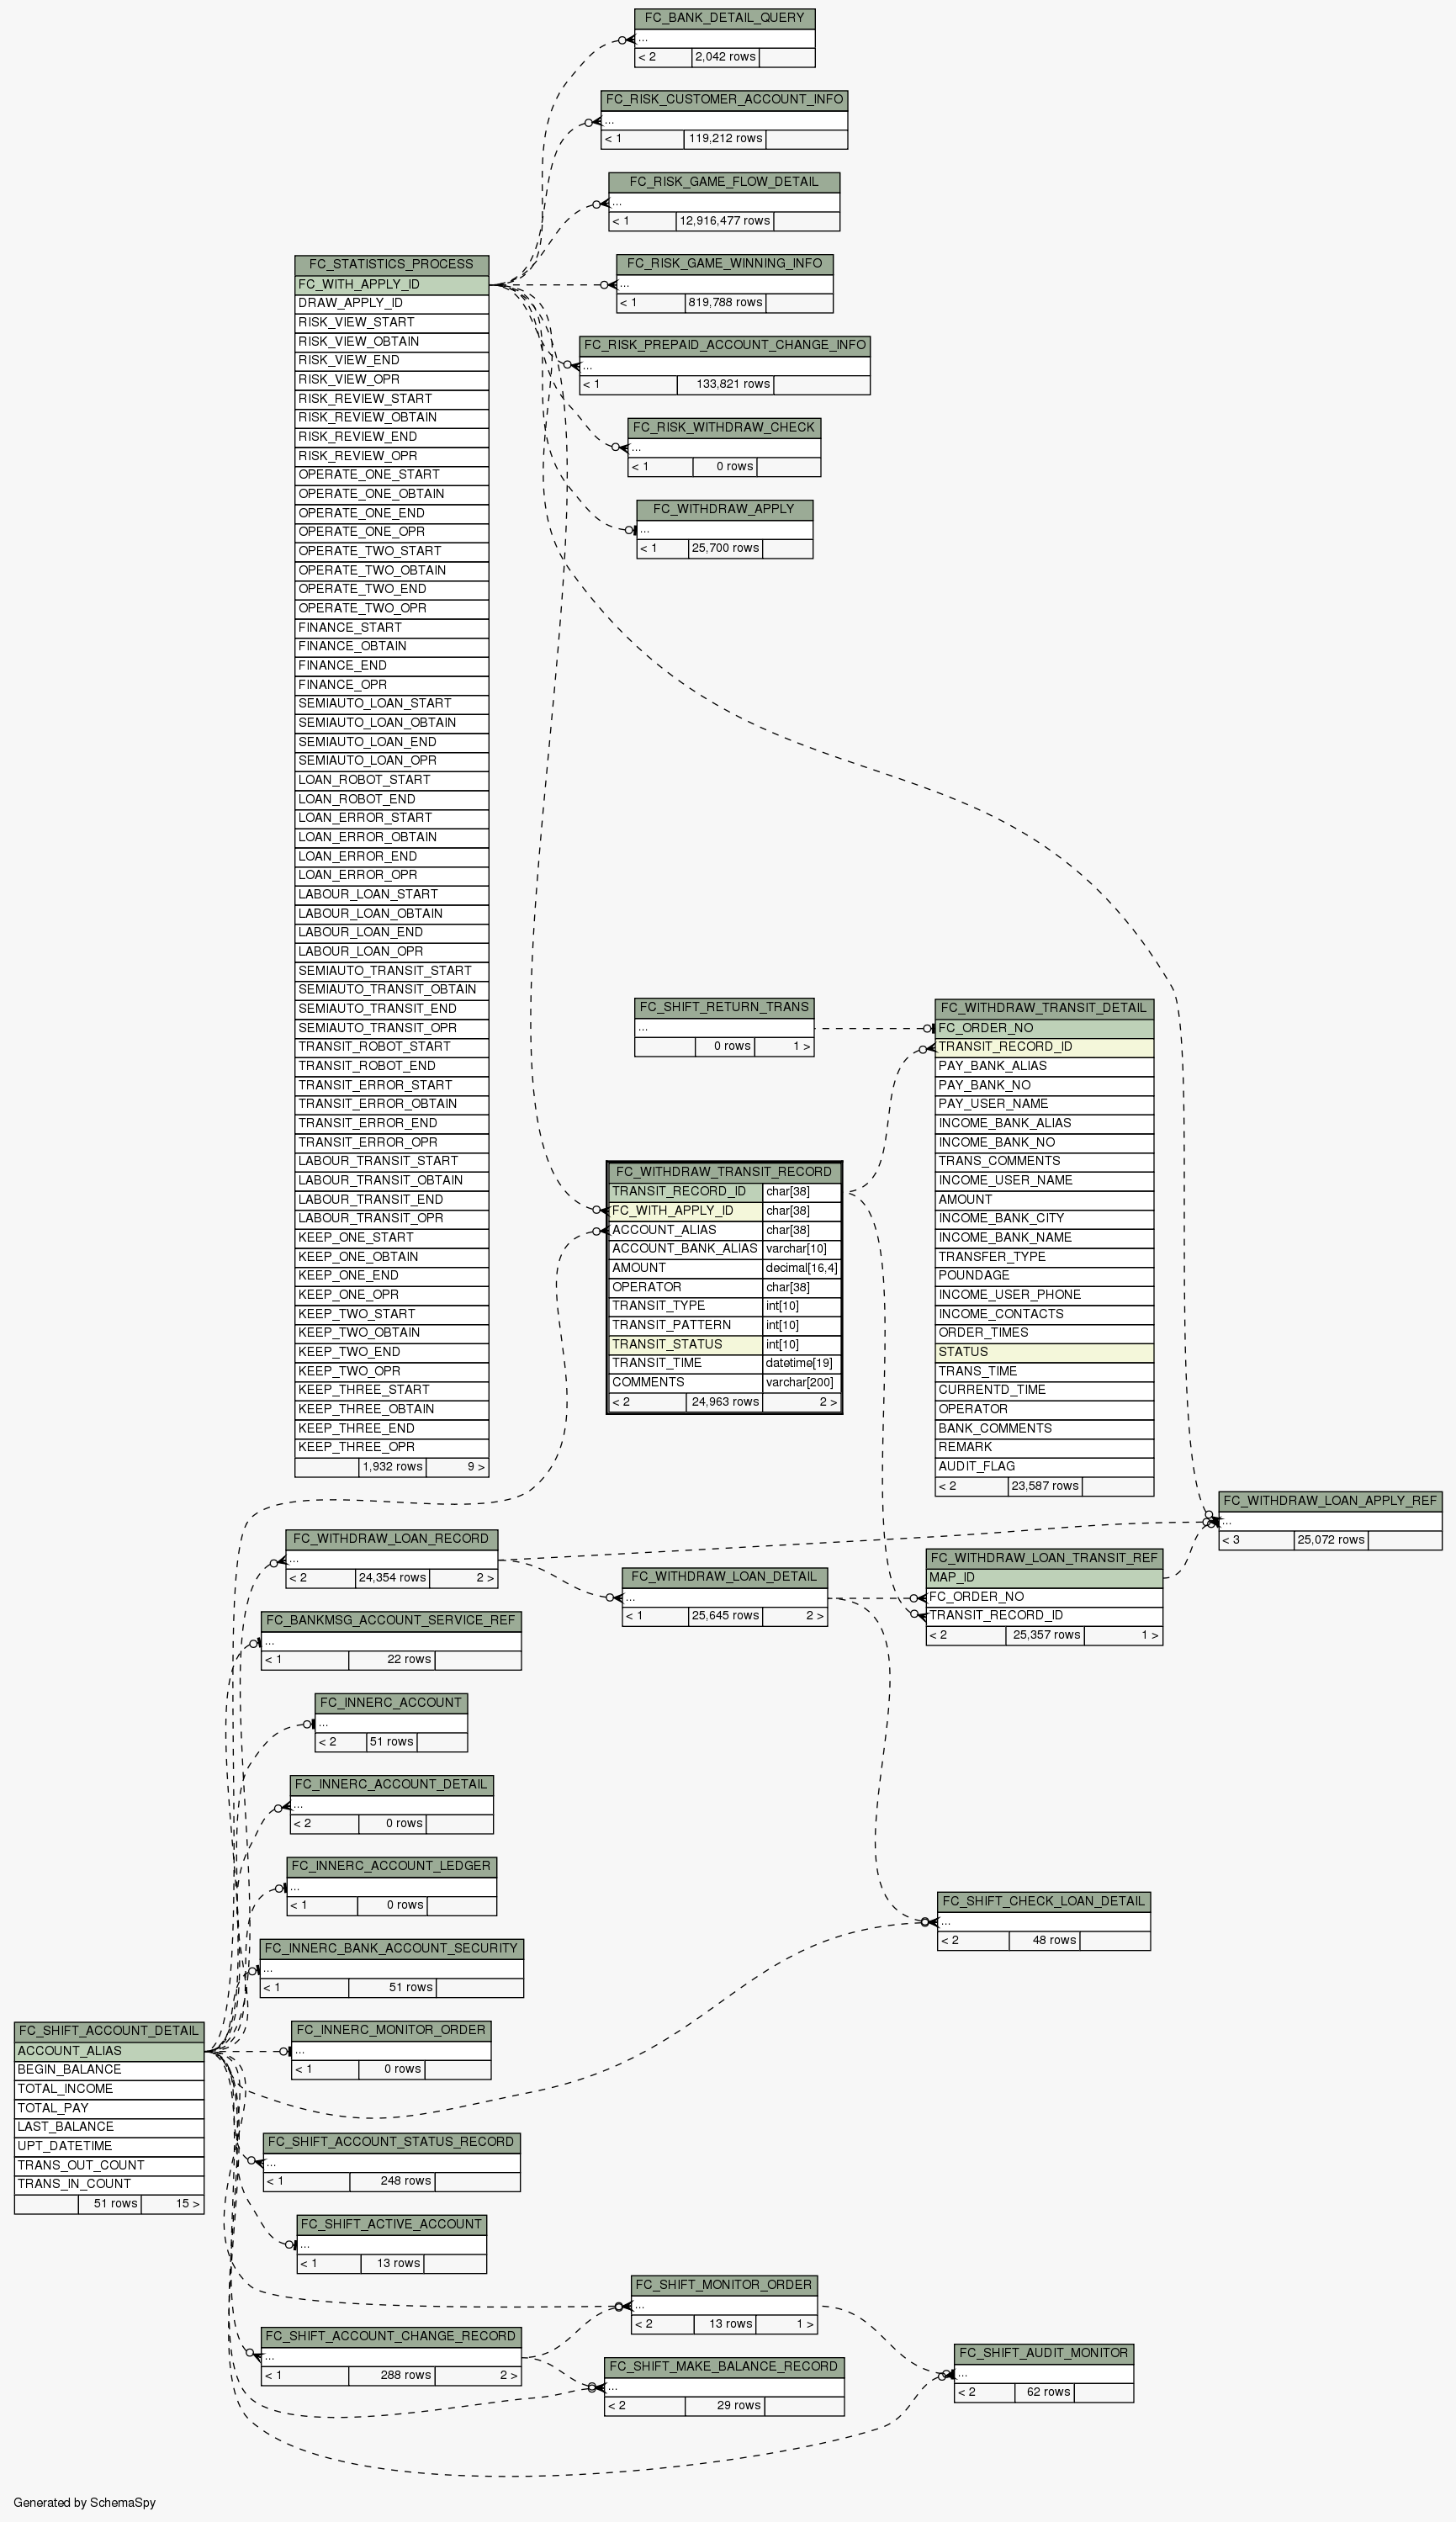 FC_BANK_DETAIL_QUERY
...
< 2 2,042 rows
FC_RISK_CUSTOMER_ACCOUNT_INFO
...
< 1 119,212 rows
FC_RISK_GAME_FLOW_DETAIL
...
< 1 12,916,477 rows
FC_RISK_GAME_WINNING_INFO
...
< 1 819,788 rows
FC_RISK_PREPAID_ACCOUNT_CHANGE_INFO
...
< 1 133,821 rows
FC_RISK_WITHDRAW_CHECK
...
< 1 0 rows
FC_WITHDRAW_APPLY
...
< 1 25,700 rows
FC_STATISTICS_PROCESS
FC_WITH_APPLY_ID
DRAW_APPLY_ID
RISK_VIEW_START
RISK_VIEW_OBTAIN
RISK_VIEW_END
RISK_VIEW_OPR
RISK_REVIEW_START
RISK_REVIEW_OBTAIN
RISK_REVIEW_END
RISK_REVIEW_OPR
OPERATE_ONE_START
OPERATE_ONE_OBTAIN
OPERATE_ONE_END
OPERATE_ONE_OPR
OPERATE_TWO_START
OPERATE_TWO_OBTAIN
OPERATE_TWO_END
OPERATE_TWO_OPR
FINANCE_START
FINANCE_OBTAIN
FINANCE_END
FINANCE_OPR
SEMIAUTO_LOAN_START
SEMIAUTO_LOAN_OBTAIN
SEMIAUTO_LOAN_END
SEMIAUTO_LOAN_OPR
LOAN_ROBOT_START
LOAN_ROBOT_END
LOAN_ERROR_START
LOAN_ERROR_OBTAIN
LOAN_ERROR_END
LOAN_ERROR_OPR
LABOUR_LOAN_START
LABOUR_LOAN_OBTAIN
LABOUR_LOAN_END
LABOUR_LOAN_OPR
SEMIAUTO_TRANSIT_START
SEMIAUTO_TRANSIT_OBTAIN
SEMIAUTO_TRANSIT_END
SEMIAUTO_TRANSIT_OPR
TRANSIT_ROBOT_START
TRANSIT_ROBOT_END
TRANSIT_ERROR_START
TRANSIT_ERROR_OBTAIN
TRANSIT_ERROR_END
TRANSIT_ERROR_OPR
LABOUR_TRANSIT_START
LABOUR_TRANSIT_OBTAIN
LABOUR_TRANSIT_END
LABOUR_TRANSIT_OPR
KEEP_ONE_START
KEEP_ONE_OBTAIN
KEEP_ONE_END
KEEP_ONE_OPR
KEEP_TWO_START
KEEP_TWO_OBTAIN
KEEP_TWO_END
KEEP_TWO_OPR
KEEP_THREE_START
KEEP_THREE_OBTAIN
KEEP_THREE_END
KEEP_THREE_OPR
1,932 rows 9 >
FC_SHIFT_RETURN_TRANS
...
0 rows 1 >
FC_WITHDRAW_TRANSIT_DETAIL
FC_ORDER_NO
TRANSIT_RECORD_ID
PAY_BANK_ALIAS
PAY_BANK_NO
PAY_USER_NAME
INCOME_BANK_ALIAS
INCOME_BANK_NO
TRANS_COMMENTS
INCOME_USER_NAME
AMOUNT
INCOME_BANK_CITY
INCOME_BANK_NAME
TRANSFER_TYPE
POUNDAGE
INCOME_USER_PHONE
INCOME_CONTACTS
ORDER_TIMES
STATUS
TRANS_TIME
CURRENTD_TIME
OPERATOR
BANK_COMMENTS
REMARK
AUDIT_FLAG
< 2 23,587 rows
FC_WITHDRAW_TRANSIT_RECORD
TRANSIT_RECORD_ID char[38]
FC_WITH_APPLY_ID char[38]
ACCOUNT_ALIAS char[38]
ACCOUNT_BANK_ALIAS varchar[10]
AMOUNT decimal[16,4]
OPERATOR char[38]
TRANSIT_TYPE int[10]
TRANSIT_PATTERN int[10]
TRANSIT_STATUS int[10]
TRANSIT_TIME datetime[19]
COMMENTS varchar[200]
< 2 24,963 rows 2 >
FC_WITHDRAW_LOAN_APPLY_REF
...
< 3 25,072 rows
FC_WITHDRAW_LOAN_RECORD
...
< 2 24,354 rows 2 >
FC_WITHDRAW_LOAN_DETAIL
...
< 1 25,645 rows 2 >
FC_WITHDRAW_LOAN_TRANSIT_REF
MAP_ID
FC_ORDER_NO
TRANSIT_RECORD_ID
< 2 25,357 rows 1 >
FC_BANKMSG_ACCOUNT_SERVICE_REF
...
< 1 22 rows
FC_INNERC_ACCOUNT
...
< 2 51 rows
FC_INNERC_ACCOUNT_DETAIL
...
< 2 0 rows
FC_INNERC_ACCOUNT_LEDGER
...
< 1 0 rows
FC_SHIFT_CHECK_LOAN_DETAIL
...
< 2 48 rows
FC_INNERC_BANK_ACCOUNT_SECURITY
...
< 1 51 rows
FC_SHIFT_ACCOUNT_DETAIL
ACCOUNT_ALIAS
BEGIN_BALANCE
TOTAL_INCOME
TOTAL_PAY
LAST_BALANCE
UPT_DATETIME
TRANS_OUT_COUNT
TRANS_IN_COUNT
51 rows 15 >
FC_INNERC_MONITOR_ORDER
...
< 1 0 rows
FC_SHIFT_ACCOUNT_STATUS_RECORD
...
< 1 248 rows
FC_SHIFT_ACTIVE_ACCOUNT
...
< 1 13 rows
FC_SHIFT_MONITOR_ORDER
...
< 2 13 rows 1 >
FC_SHIFT_ACCOUNT_CHANGE_RECORD
...
< 1 288 rows 2 >
FC_SHIFT_MAKE_BALANCE_RECORD
...
< 2 29 rows
FC_SHIFT_AUDIT_MONITOR
...
< 2 62 rows
Generated by SchemaSpy